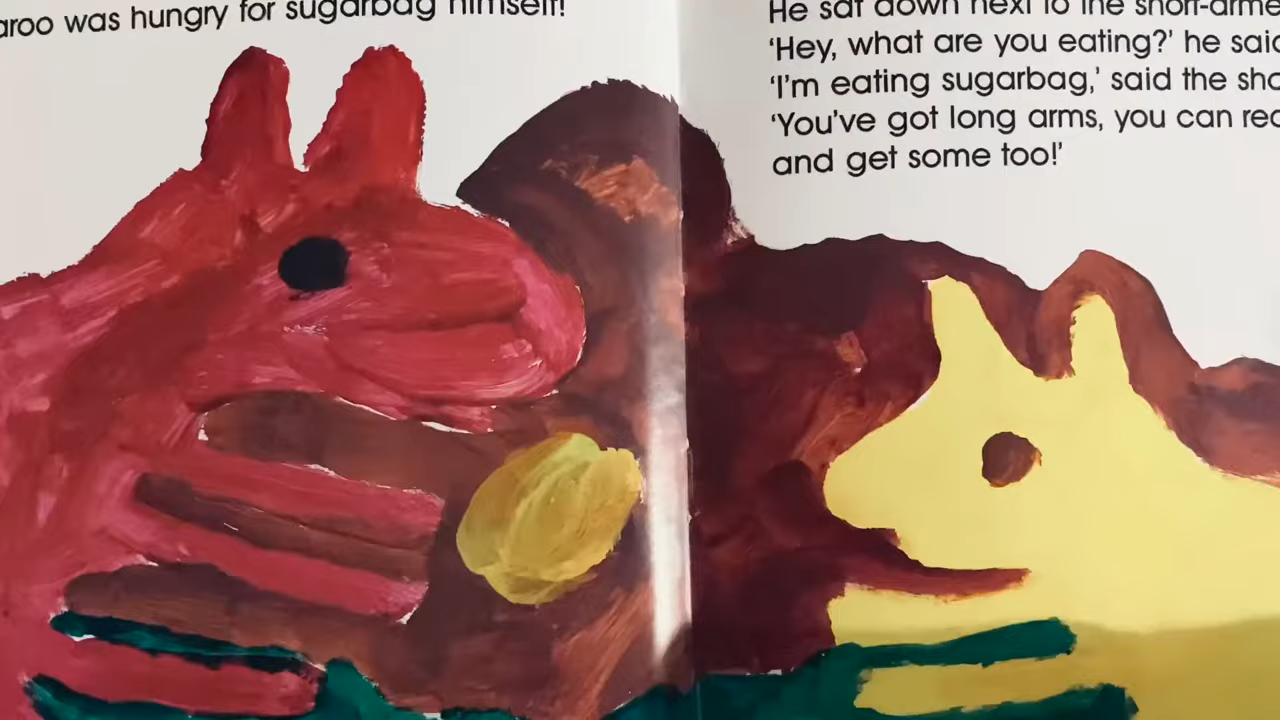 aroo was hungry for sugarbag himself!
He sat down next to the short-arme
‘Hey, what are you eating?’ he said
‘I'm eating sugarbag,’ said the sho
‘You've got long arms, you can rea
and get some too!’